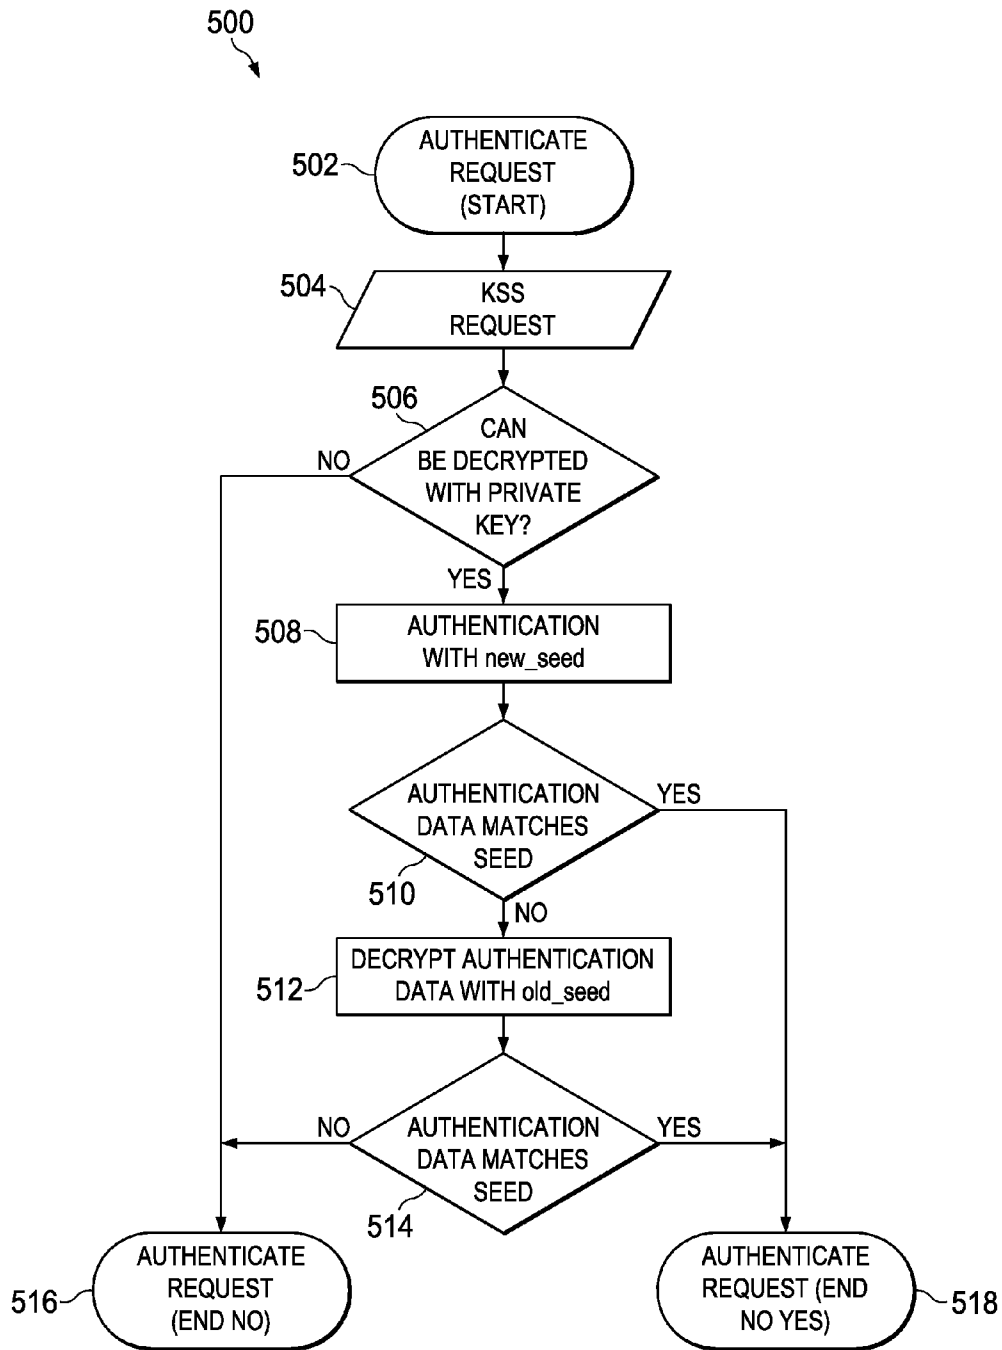 500
502
AUTHENTICATE
REQUEST
(START)
504
KSS
REQUEST
506
CAN
BE DECRYPTED
WITH PRIVATE
KEY?
NO
YES
508
AUTHENTICATION
WITH new_seed
AUTHENTICATION
DATA MATCHES
SEED
YES
510
NO
512
DECRYPT AUTHENTICATION
DATA WITH old_seed
NO
AUTHENTICATION
DATA MATCHES
SEED
YES
514
516
AUTHENTICATE
REQUEST
(END NO)
AUTHENTICATE
REQUEST (END
NO YES)
518